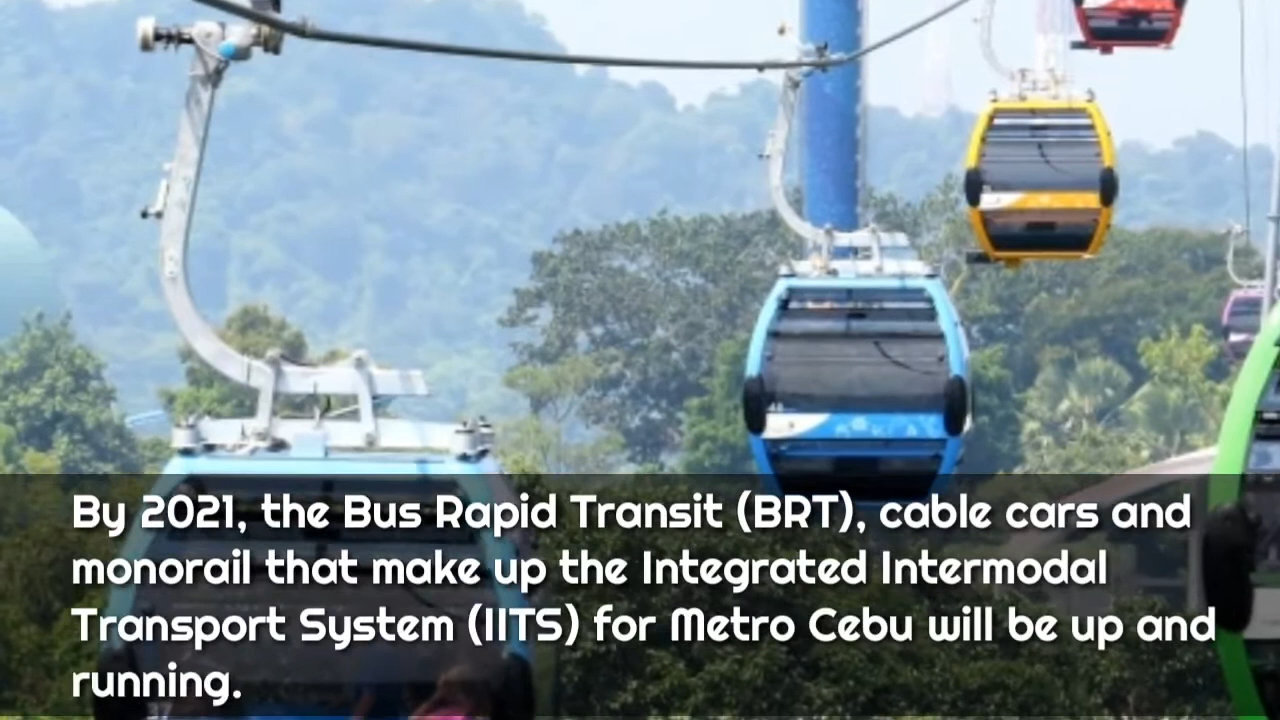 By 2021, the Bus Rapid Transit (BRT), cable cars and
monorail that make up the Integrated Intermodal
Transport System (IITS) for Metro Cebu will be up and
running.